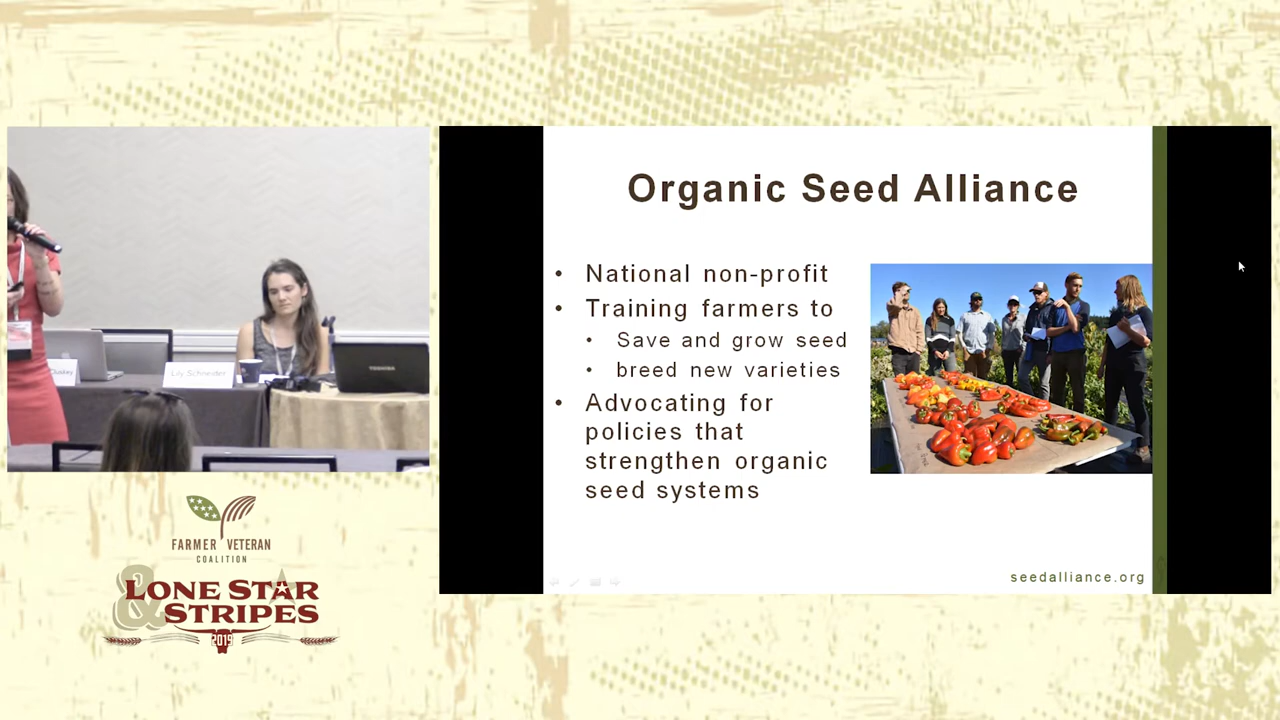 Organic Seed Alliance
• National non-profit
• Training farmers to
• Save and grow seed
• breed new varieties
• Advocating for
policies that
strengthen organic
seed systems
seedalliance.org
Lily Schneider
TOSHIBA
FARMER VETERAN
COALITION
&
LONE STAR
STRIPES
2019